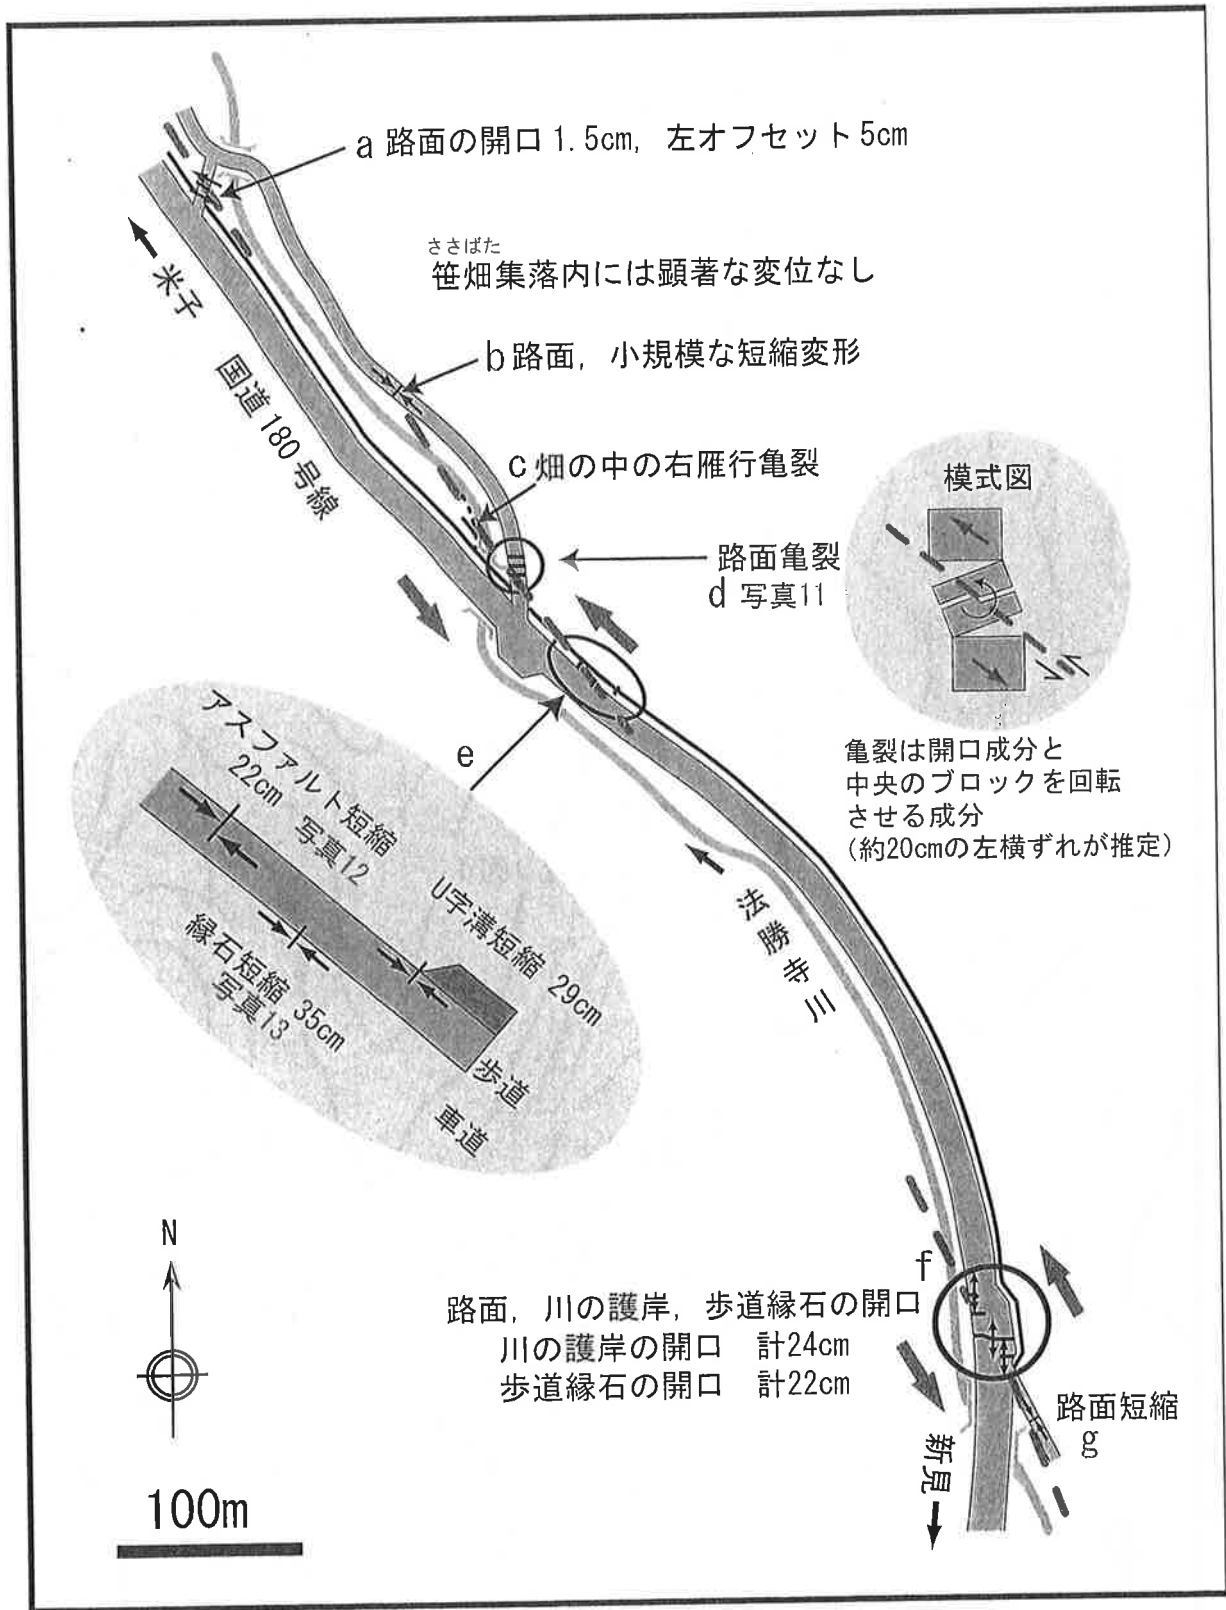 a 路面の開口 1.5cm, 左オフセット 5cm
ささばた
笹畑集落内には顕著な変位なし
米子
国道 180 号線
b 路面, 小規模な短縮変形
c 畑の中の右雁行亀裂
模式図
路面亀裂
d 写真11
亀裂は開口成分と
中央のブロックを回転
させる成分
(約20cmの左横ずれが推定)
e
アスファルト短縮
22cm
写真12
U字溝短縮 29cm
縁石短縮 35cm
写真13
歩道
車道
法勝寺川
N
f
路面, 川の護岸, 歩道縁石の開口
川の護岸の開口 計24cm
歩道縁石の開口 計22cm
路面短縮
g
新見
100m